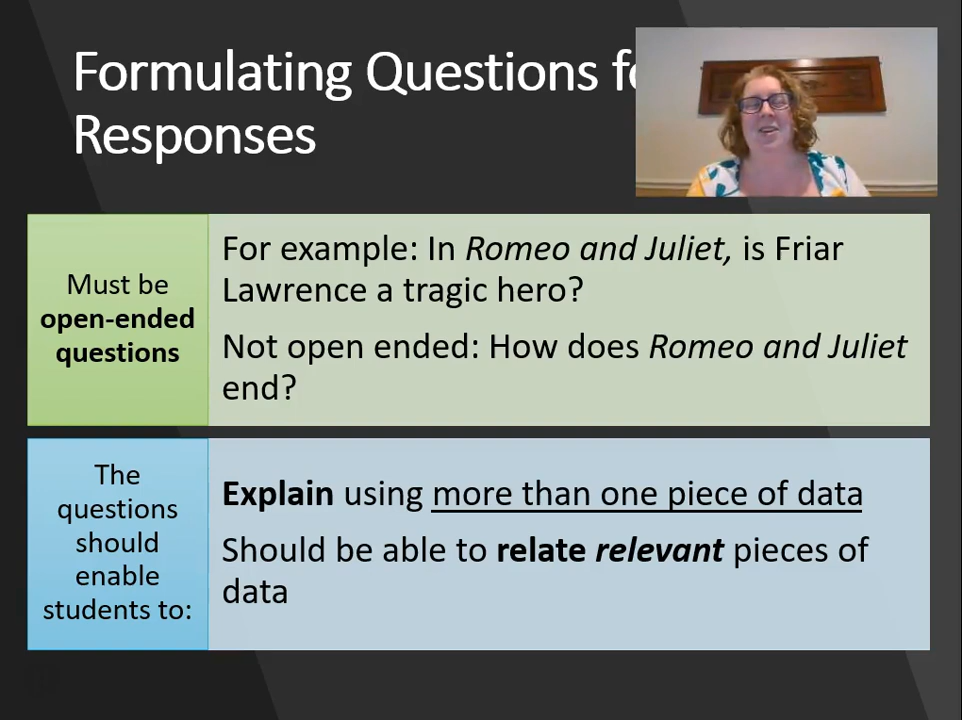 Formulating Questions
Responses
Must be
open-ended
questions
For example: In Romeo and Juliet, is Friar
Lawrence a tragic hero?
Not open ended: How does Romeo and Juliet
end?
The
questions
should
enable
students to:
Explain using more than one piece of data
Should be able to relate relevant pieces of
data